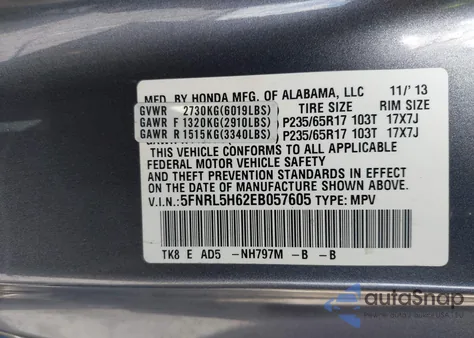 MFD. BY HONDA MFG. OF ALABAMA, LLC 11/'13
GVWR 2730KG(6019LBS) TIRE SIZE RIM SIZE
GAWR F 1320KG(2910LBS) P235/65R17 103T 17X7J
GAWR R 1515KG(3340LBS) P235/65R17 103T 17X7J
THIS VEHICLE CONFORMS TO ALL APPLICABLE
FEDERAL MOTOR VEHICLE SAFETY
AND THEFT PREVENTION STANDARDS IN EFFECT
ON THE DATE OF MANUFACTURE SHOWN ABOVE.
V.I.N.: 5FNRL5H62EB057605 TYPE: MPV
TK8 E AD5 -NH797M -B -B
autoSnap